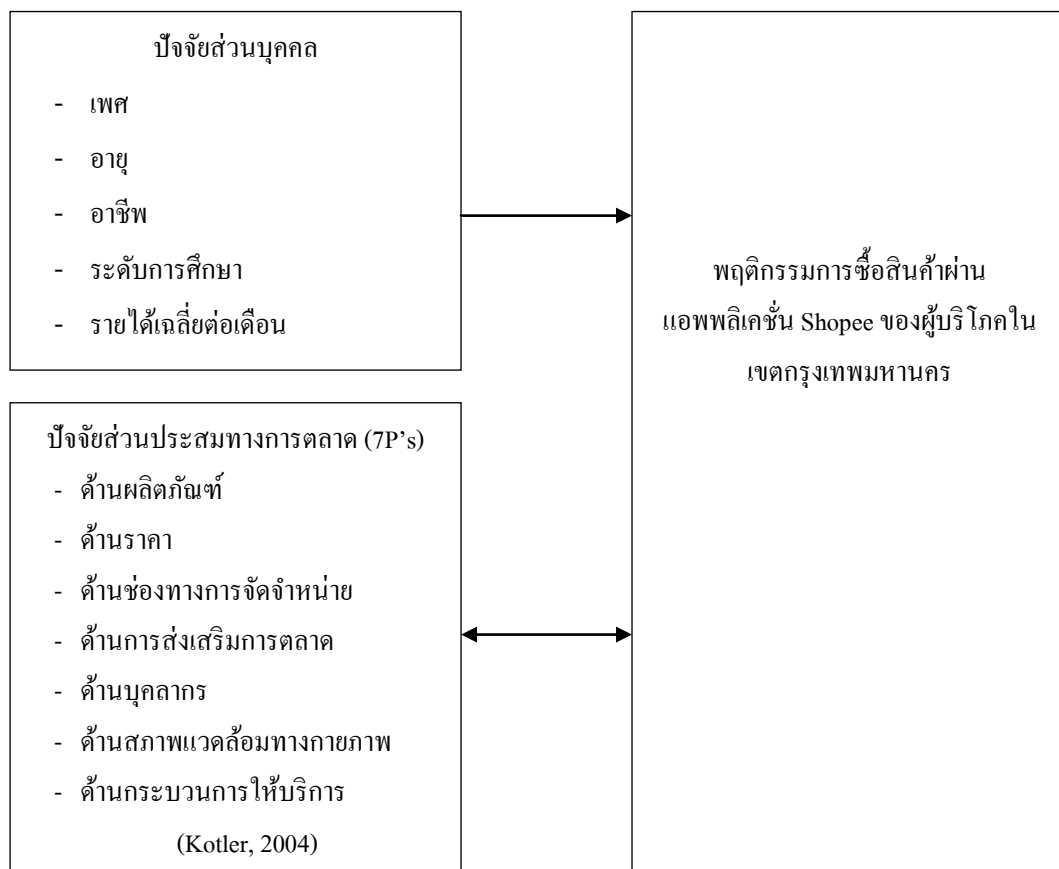 ปัจจัยส่วนบุคคล
- เพศ
- อายุ
- อาชีพ
- ระดับการศึกษา
- รายได้เฉลี่ยต่อเดือน
ปัจจัยส่วนประสมทางการตลาด (7P’s)
- ด้านผลิตภัณฑ์
- ด้านราคา
- ด้านช่องทางการจัดจำหน่าย
- ด้านการส่งเสริมการตลาด
- ด้านบุคลากร
- ด้านสภาพแวดล้อมทางกายภาพ
- ด้านกระบวนการให้บริการ
(Kotler, 2004)
พฤติกรรมการซื้อสินค้าผ่าน
แอพพลิเคชั่น Shopee ของผู้บริโภคใน
เขตกรุงเทพมหานคร